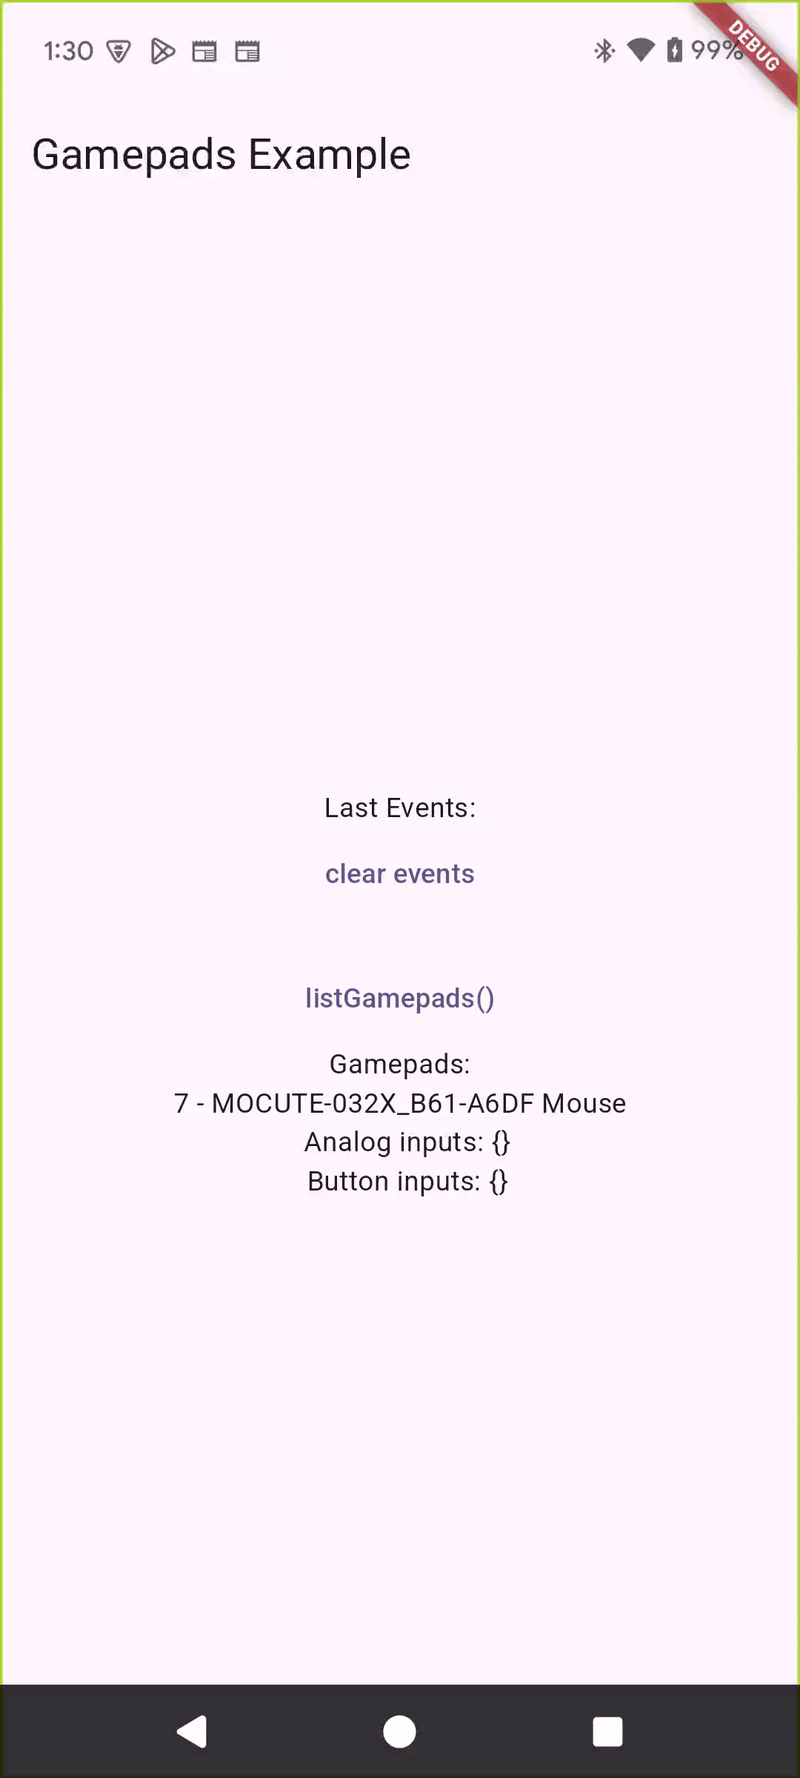 1:30
99%
DEBUG
Gamepads Example
Last Events:
clear events
listGamepads()
Gamepads:
7 - MOCUTE-032X_B61-A6DF Mouse
Analog inputs: {}
Button inputs: {}